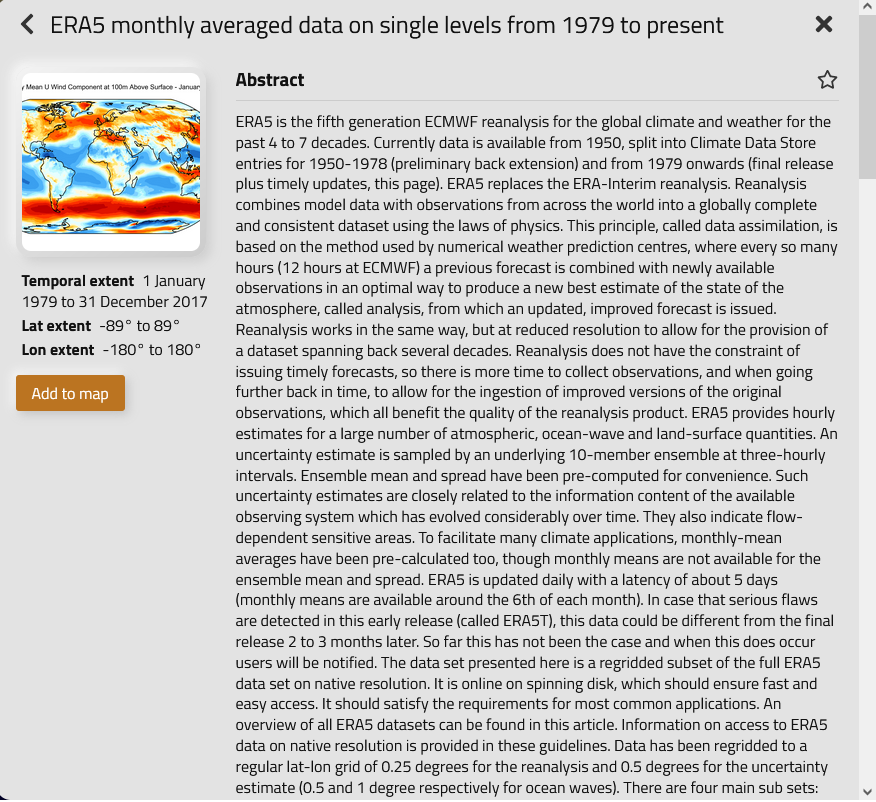 ERA5 monthly averaged data on single levels from 1979 to present
y Mean U Wind Component at 100m Above Surface - Januar
Temporal extent 1 January
1979 to 31 December 2017
Lat extent -89° to 89°
Lon extent -180° to 180°
Add to map
Abstract
ERA5 is the fifth generation ECMWF reanalysis for the global climate and weather for the
past 4 to 7 decades. Currently data is available from 1950, split into Climate Data Store
entries for 1950-1978 (preliminary back extension) and from 1979 onwards (final release
plus timely updates, this page). ERA5 replaces the ERA-Interim reanalysis. Reanalysis
combines model data with observations from across the world into a globally complete
and consistent dataset using the laws of physics. This principle, called data assimilation, is
based on the method used by numerical weather prediction centres, where every so many
hours (12 hours at ECMWF) a previous forecast is combined with newly available
observations in an optimal way to produce a new best estimate of the state of the
atmosphere, called analysis, from which an updated, improved forecast is issued.
Reanalysis works in the same way, but at reduced resolution to allow for the provision of
a dataset spanning back several decades. Reanalysis does not have the constraint of
issuing timely forecasts, so there is more time to collect observations, and when going
further back in time, to allow for the ingestion of improved versions of the original
observations, which all benefit the quality of the reanalysis product. ERA5 provides hourly
estimates for a large number of atmospheric, ocean-wave and land-surface quantities. An
uncertainty estimate is sampled by an underlying 10-member ensemble at three-hourly
intervals. Ensemble mean and spread have been pre-computed for convenience. Such
uncertainty estimates are closely related to the information content of the available
observing system which has evolved considerably over time. They also indicate flow-
dependent sensitive areas. To facilitate many climate applications, monthly-mean
averages have been pre-calculated too, though monthly means are not available for the
ensemble mean and spread. ERA5 is updated daily with a latency of about 5 days
(monthly means are available around the 6th of each month). In case that serious flaws
are detected in this early release (called ERA5T), this data could be different from the final
release 2 to 3 months later. So far this has not been the case and when this does occur
users will be notified. The data set presented here is a regridded subset of the full ERA5
data set on native resolution. It is online on spinning disk, which should ensure fast and
easy access. It should satisfy the requirements for most common applications. An
overview of all ERA5 datasets can be found in this article. Information on access to ERA5
data on native resolution is provided in these guidelines. Data has been regridded to a
regular lat-lon grid of 0.25 degrees for the reanalysis and 0.5 degrees for the uncertainty
estimate (0.5 and 1 degree respectively for ocean waves). There are four main sub sets: